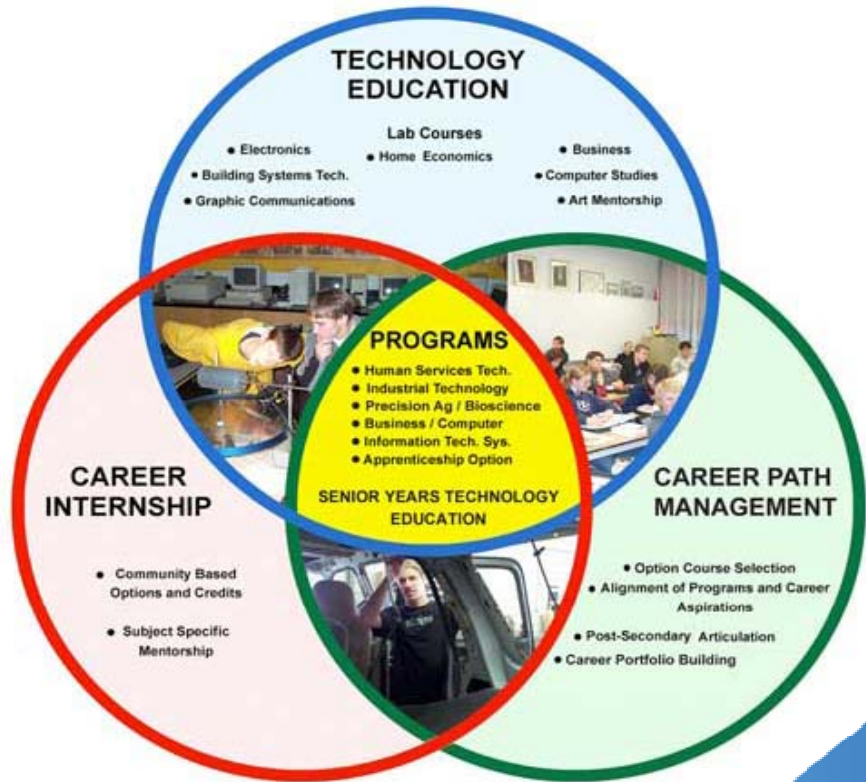 TECHNOLOGY
EDUCATION
Lab Courses
• Electronics
• Building Systems Tech.
• Graphic Communications
• Home Economics
• Business
• Computer Studies
• Art Mentorship
PROGRAMS
• Human Services Tech.
• Industrial Technology
• Precision Ag / Bioscience
• Business / Computer
• Information Tech. Sys.
• Apprenticeship Option
SENIOR YEARS TECHNOLOGY
EDUCATION
CAREER
INTERNSHIP
• Community Based
Options and Credits
• Subject Specific
Mentorship
CAREER PATH
MANAGEMENT
• Option Course Selection
• Alignment of Programs and Career
Aspirations
• Post-Secondary Articulation
• Career Portfolio Building